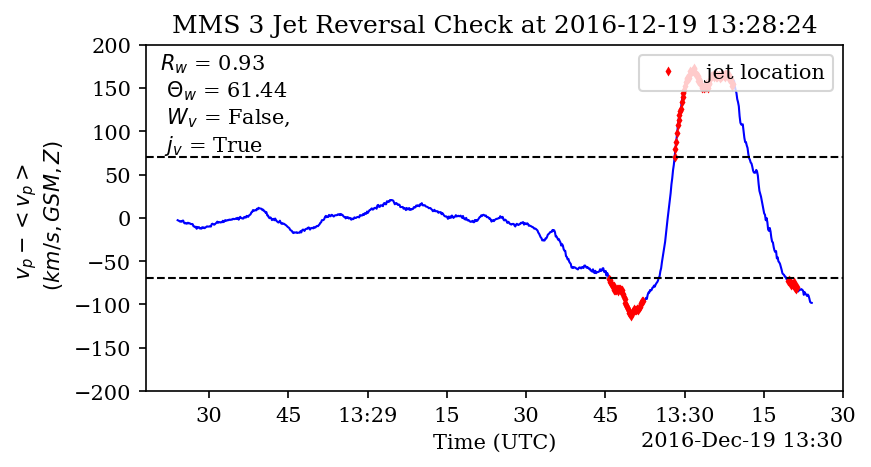 MMS 3 Jet Reversal Check at 2016-12-19 13:28:24
R_w = 0.93
Θ_w = 61.44
W_v = False,
j_v = True
jet location
200
150
100
50
0
−50
−100
−150
−200
v_p − < v_p >
(km/s, GSM, Z)
30 45 13:29 15 30 45 13:30 15 30
Time (UTC)
2016-Dec-19 13:30